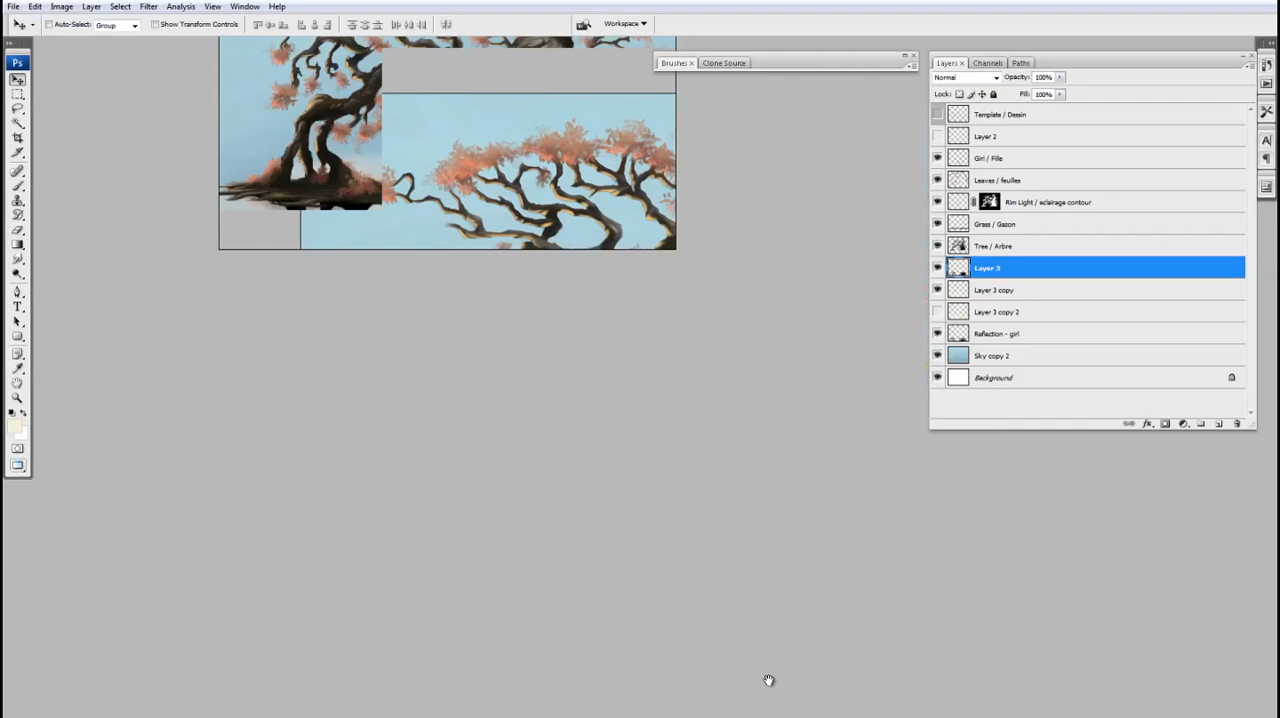 File Edit Image Layer Select Filter Analysis View Window Help
Auto-Select: Group Show Transform Controls Workspace
Ps
Brushes Clone Source
Layers Channels Paths
Normal Opacity: 100%
Lock: Fill: 100%
Template / Dessin
Layer 2
Girl / Fille
Leaves / feuilles
Rim Light / eclairage contour
Grass / Gazon
Tree / Arbre
Layer 3
Layer 3 copy
Layer 3 copy 2
Reflection - girl
Sky copy 2
Background